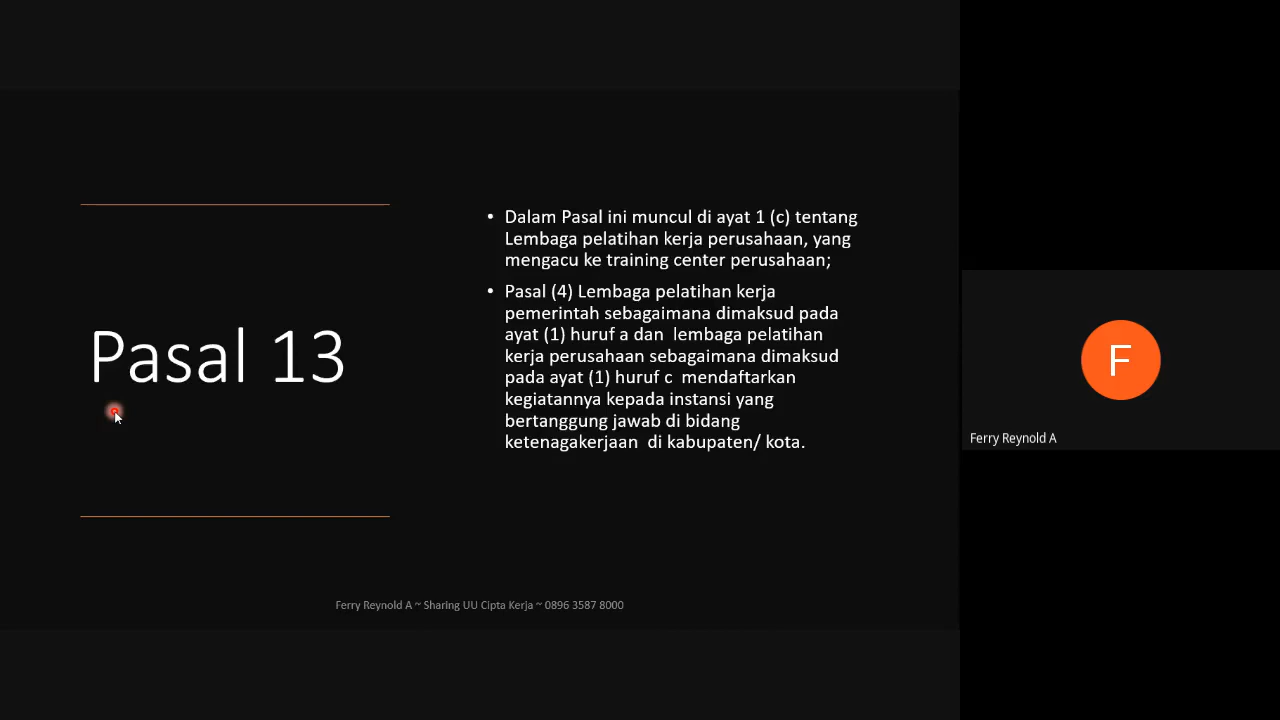 Pasal 13
• Dalam Pasal ini muncul di ayat 1 (c) tentang
Lembaga pelatihan kerja perusahaan, yang
mengacu ke training center perusahaan;
• Pasal (4) Lembaga pelatihan kerja
pemerintah sebagaimana dimaksud pada
ayat (1) huruf a dan lembaga pelatihan
kerja perusahaan sebagaimana dimaksud
pada ayat (1) huruf c mendaftarkan
kegiatannya kepada instansi yang
bertanggung jawab di bidang
ketenagakerjaan di kabupaten/ kota.
Ferry Reynold A ~ Sharing UU Cipta Kerja ~ 0896 3587 8000
F
Ferry Reynold A